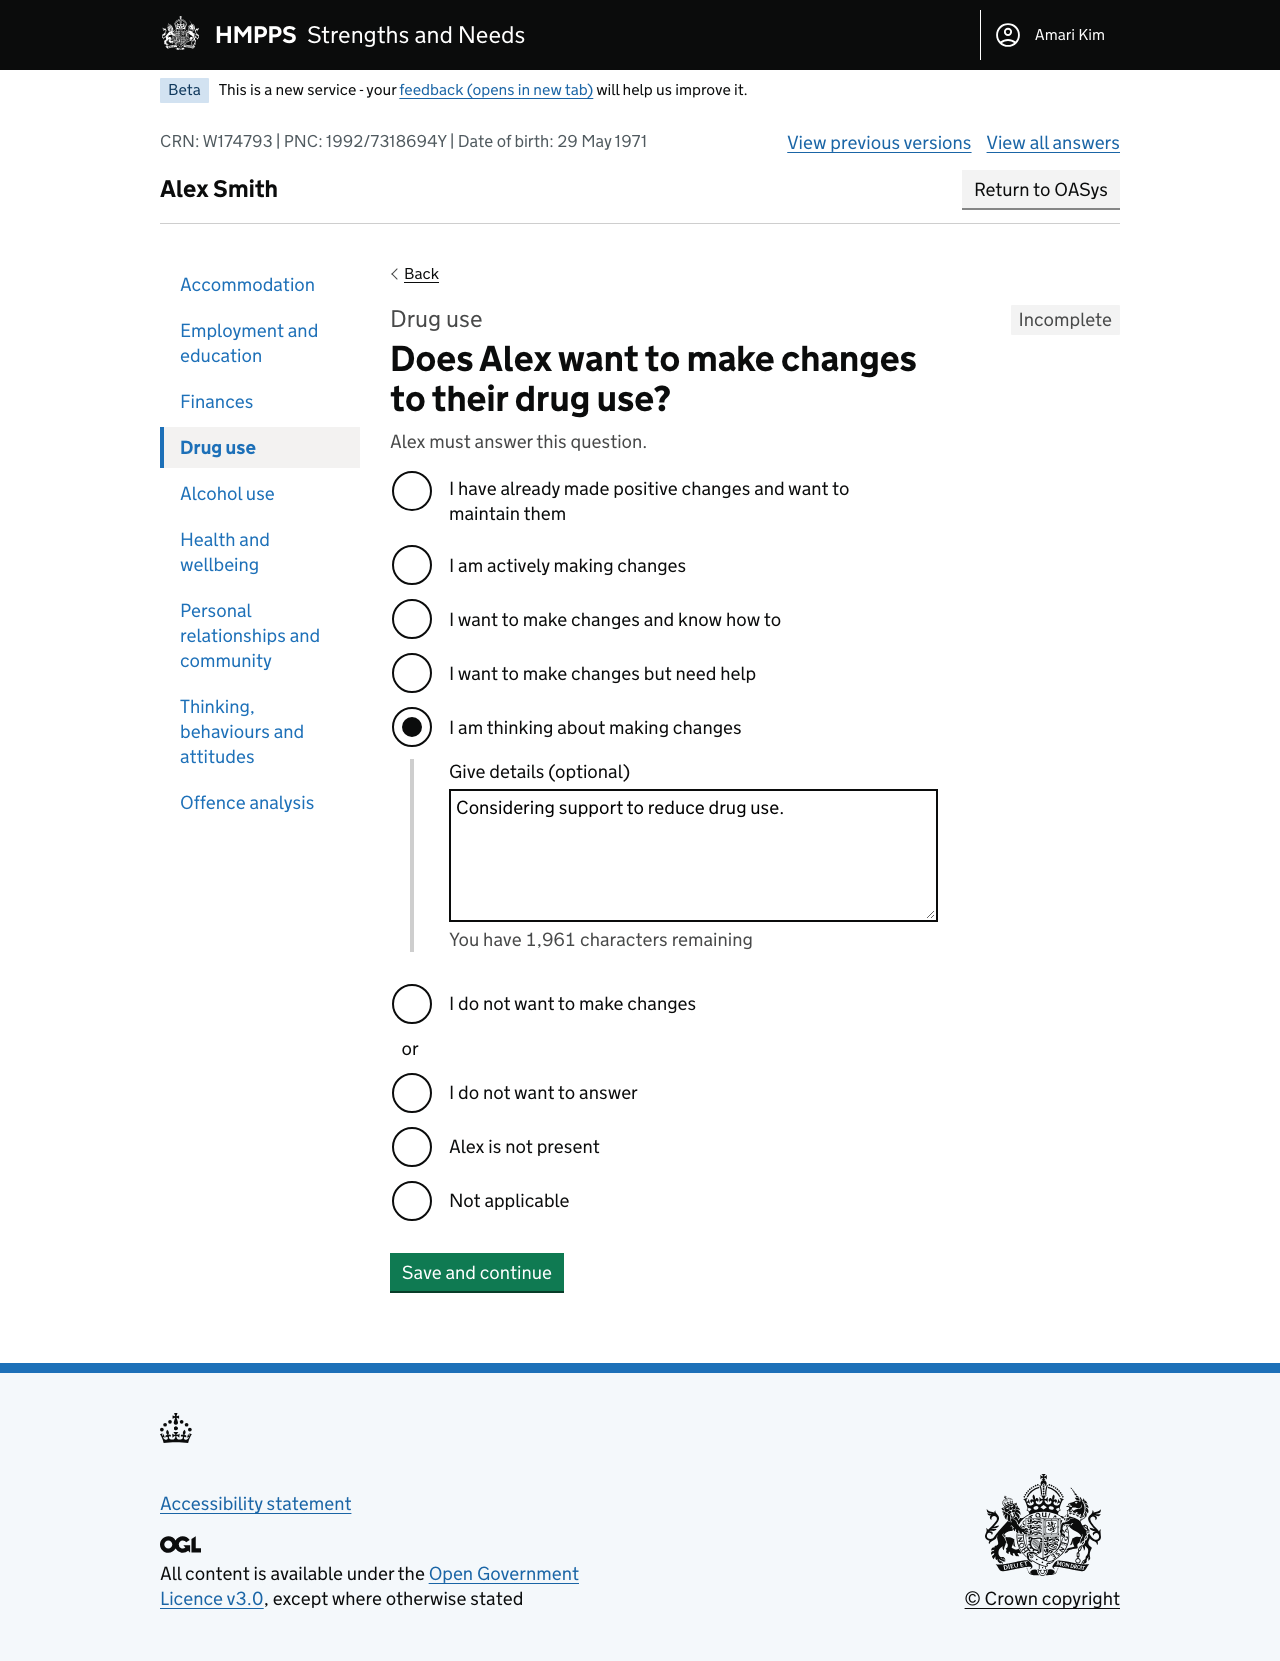 HMPPS Strengths and Needs
Amari Kim
Beta This is a new service - your feedback (opens in new tab) will help us improve it.
CRN: W174793 | PNC: 1992/7318694Y | Date of birth: 29 May 1971
View previous versions View all answers
Alex Smith
Return to OASys
Accommodation
Employment and
education
Finances
Drug use
Alcohol use
Health and
wellbeing
Personal
relationships and
community
Thinking,
behaviours and
attitudes
Offence analysis
Back
Drug use
Incomplete
Does Alex want to make changes
to their drug use?
Alex must answer this question.
I have already made positive changes and want to
maintain them
I am actively making changes
I want to make changes and know how to
I want to make changes but need help
I am thinking about making changes
Give details (optional)
Considering support to reduce drug use.
You have 1,961 characters remaining
I do not want to make changes
or
I do not want to answer
Alex is not present
Not applicable
Save and continue
Accessibility statement
OGL
All content is available under the Open Government
Licence v3.0, except where otherwise stated
© Crown copyright